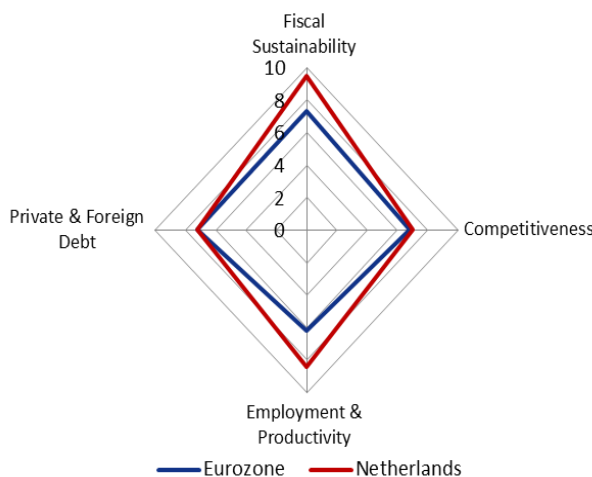 Fiscal
Sustainability
10
8
6
4
2
0
Private & Foreign
Debt
Competitiveness
Employment &
Productivity
Eurozone Netherlands